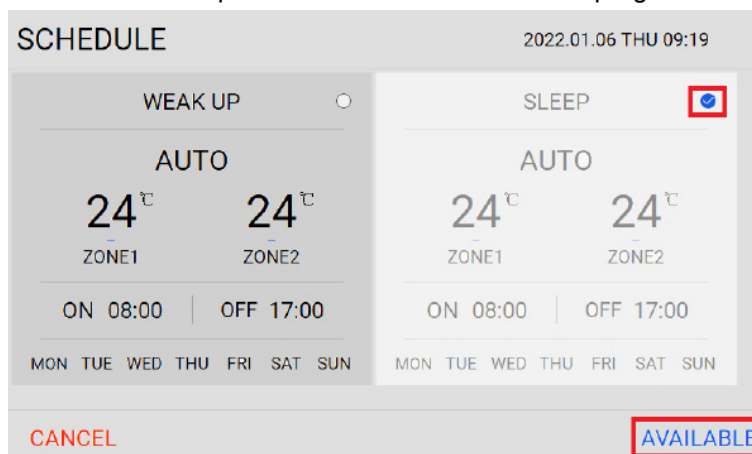 SCHEDULE 2022.01.06 THU 09:19
WEAK UP SLEEP
AUTO AUTO
24℃ 24℃ 24℃ 24℃
ZONE1 ZONE2 ZONE1 ZONE2
ON 08:00 OFF 17:00 ON 08:00 OFF 17:00
MON TUE WED THU FRI SAT SUN MON TUE WED THU FRI SAT SUN
CANCEL AVAILABLE